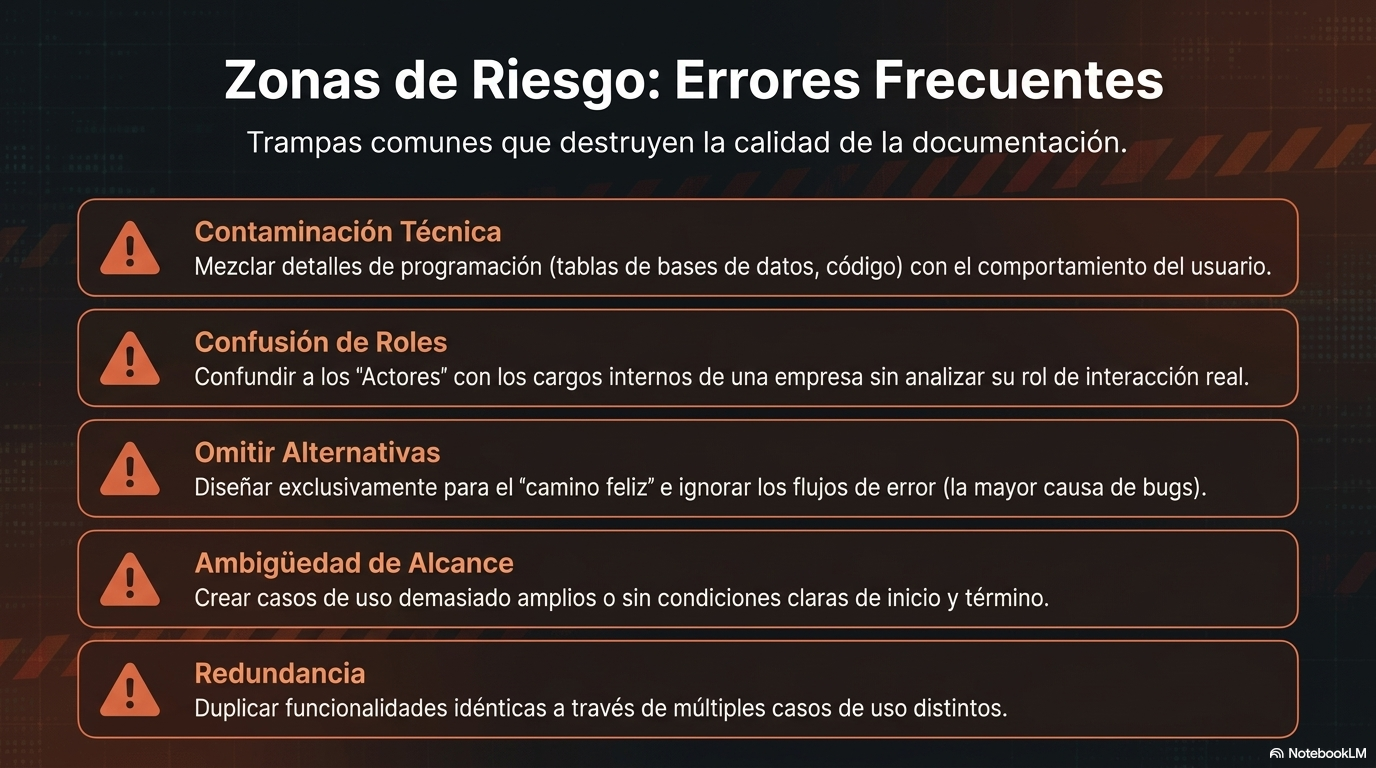 Zonas de Riesgo: Errores Frecuentes
Trampas comunes que destruyen la calidad de la documentación.
Contaminación Técnica
Mezclar detalles de programación (tablas de bases de datos, código) con el comportamiento del usuario.
Confusión de Roles
Confundir a los “Actores” con los cargos internos de una empresa sin analizar su rol de interacción real.
Omitir Alternativas
Diseñar exclusivamente para el “camino feliz” e ignorar los flujos de error (la mayor causa de bugs).
Ambigüedad de Alcance
Crear casos de uso demasiado amplios o sin condiciones claras de inicio y término.
Redundancia
Duplicar funcionalidades idénticas a través de múltiples casos de uso distintos.
NotebookLM